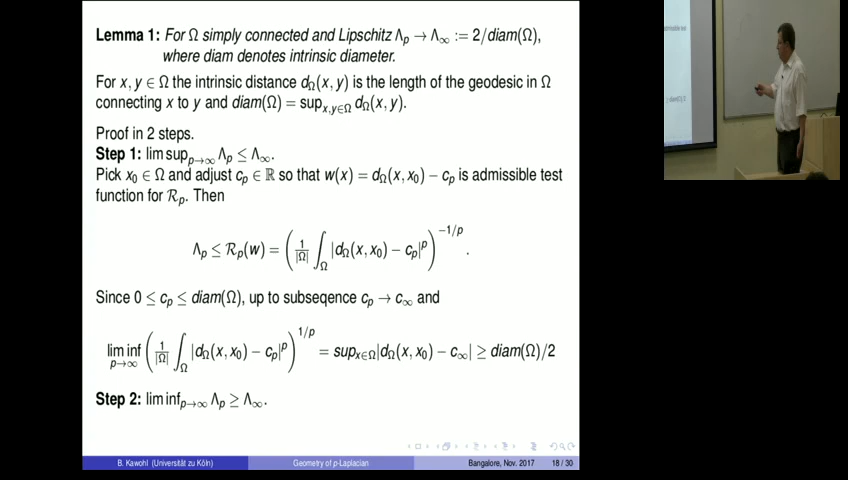 Lemma 1: For Ω simply connected and Lipschitz Λ_p → Λ_∞ := 2/diam(Ω),
where diam denotes intrinsic diameter.
For x, y ∈ Ω the intrinsic distance d_Ω(x, y) is the length of the geodesic in Ω
connecting x to y and diam(Ω) = sup_{x,y∈Ω} d_Ω(x, y).
Proof in 2 steps.
Step 1: lim sup_{p→∞} Λ_p ≤ Λ_∞.
Pick x_0 ∈ Ω and adjust c_p ∈ ℝ so that w(x) = d_Ω(x, x_0) − c_p is admissible test
function for R_p. Then
Λ_p ≤ R_p(w) = ( 1/|Ω| ∫_Ω |d_Ω(x, x_0) − c_p|^p )^{−1/p}.
Since 0 ≤ c_p ≤ diam(Ω), up to subseqence c_p → c_∞ and
lim inf_{p→∞} ( 1/|Ω| ∫_Ω |d_Ω(x, x_0) − c_p|^p )^{1/p} = sup_{x∈Ω}|d_Ω(x, x_0) − c_∞| ≥ diam(Ω)/2
Step 2: lim inf_{p→∞} Λ_p ≥ Λ_∞.
B. Kawohl (Universität zu Köln) Geometry of p-Laplacian Bangalore, Nov. 2017 18 / 30